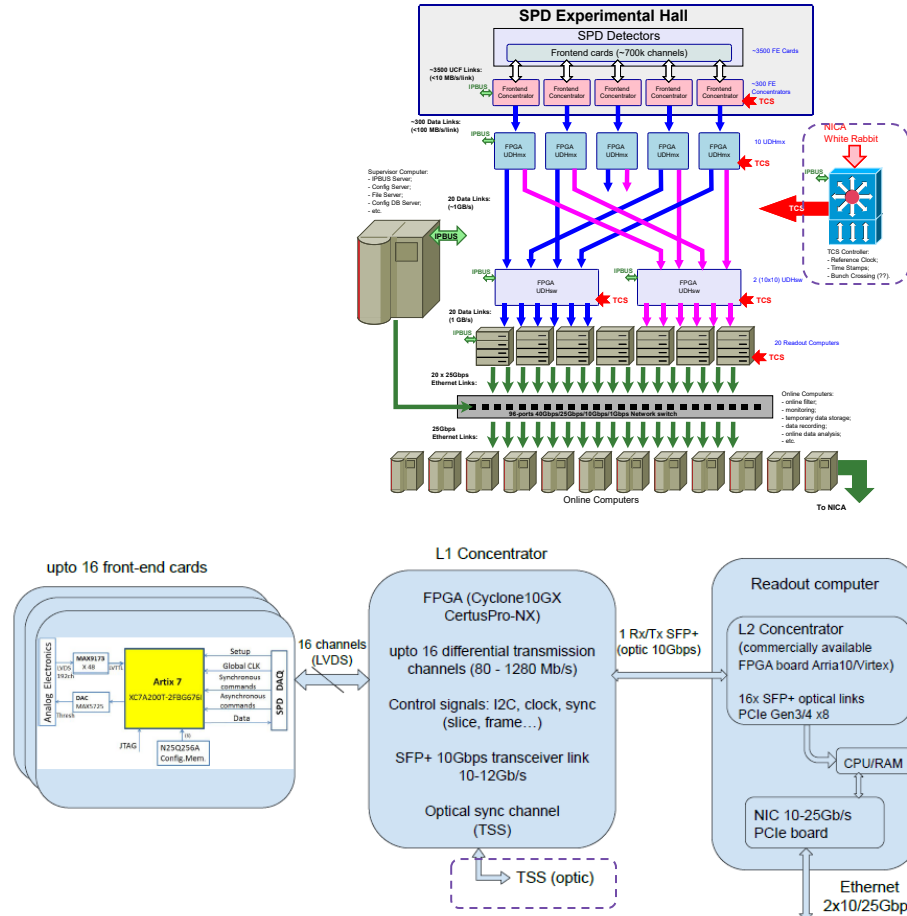 SPD Experimental Hall
SPD Detectors
Frontend cards (~700k channels)
~3500 FE Cards
~3500 UCF Links:
(<10 MB/s/link)
IPBUS
Frontend
Concentrator
Frontend
Concentrator
Frontend
Concentrator
Frontend
Concentrator
Frontend
Concentrator
~300 FE
Concentrators
TCS
~300 Data Links:
(<100 MB/s/link)
IPBUS
FPGA
UDHmx
FPGA
UDHmx
FPGA
UDHmx
FPGA
UDHmx
FPGA
UDHmx
10 UDHmx
TCS
NICA
White Rabbit
IPBUS
TCS
TCS Controller:
- Reference Clock;
- Time Stamps;
- Bunch Crossing (??).
Supervisor Computer:
- IPBUS Server;
- Config Server;
- File Server;
- Config DB Server;
- etc.
IPBUS
20 Data Links:
(~1GB/s)
IPBUS
FPGA
UDHsw
TCS
IPBUS
FPGA
UDHsw
TCS
2 (10x10) UDHsw
20 Data Links:
(1 GB/s)
IPBUS
20 Readout Computers
TCS
20 x 25Gbps
Ethernet Links:
96-ports 40Gbps/25Gbps/10Gbps/1Gbps Network switch
Online Computers:
- online filter;
- monitoring;
- temporary data storage;
- data recording;
- online data analysis;
- etc.
25Gbps
Ethernet Links:
Online Computers
To NICA
upto 16 front-end cards
Analog Electronics
LVDS
192ch
MAX9173
X 48
LVTTL
DAC
MAX5725
Thresh
Artix 7
XC7A200T-2FBG676I
JTAG
N25Q256A
Config.Mem.
Setup
Global CLK
Synchronous
commands
Asynchronous
commands
Data
SPD DAQ
16 channels
(LVDS)
L1 Concentrator
FPGA (Cyclone10GX
CertusPro-NX)
upto 16 differential transmission
channels (80 - 1280 Mb/s)
Control signals: I2C, clock, sync
(slice, frame...)
SFP+ 10Gbps transceiver link
10-12Gb/s
Optical sync channel
(TSS)
TSS (optic)
1 Rx/Tx SFP+
(optic 10Gbps)
Readout computer
L2 Concentrator
(commercially available
FPGA board Arria10/Virtex)
16x SFP+ optical links
PCIe Gen3/4 x8
CPU/RAM
NIC 10-25Gb/s
PCIe board
Ethernet
2x10/25Gbp